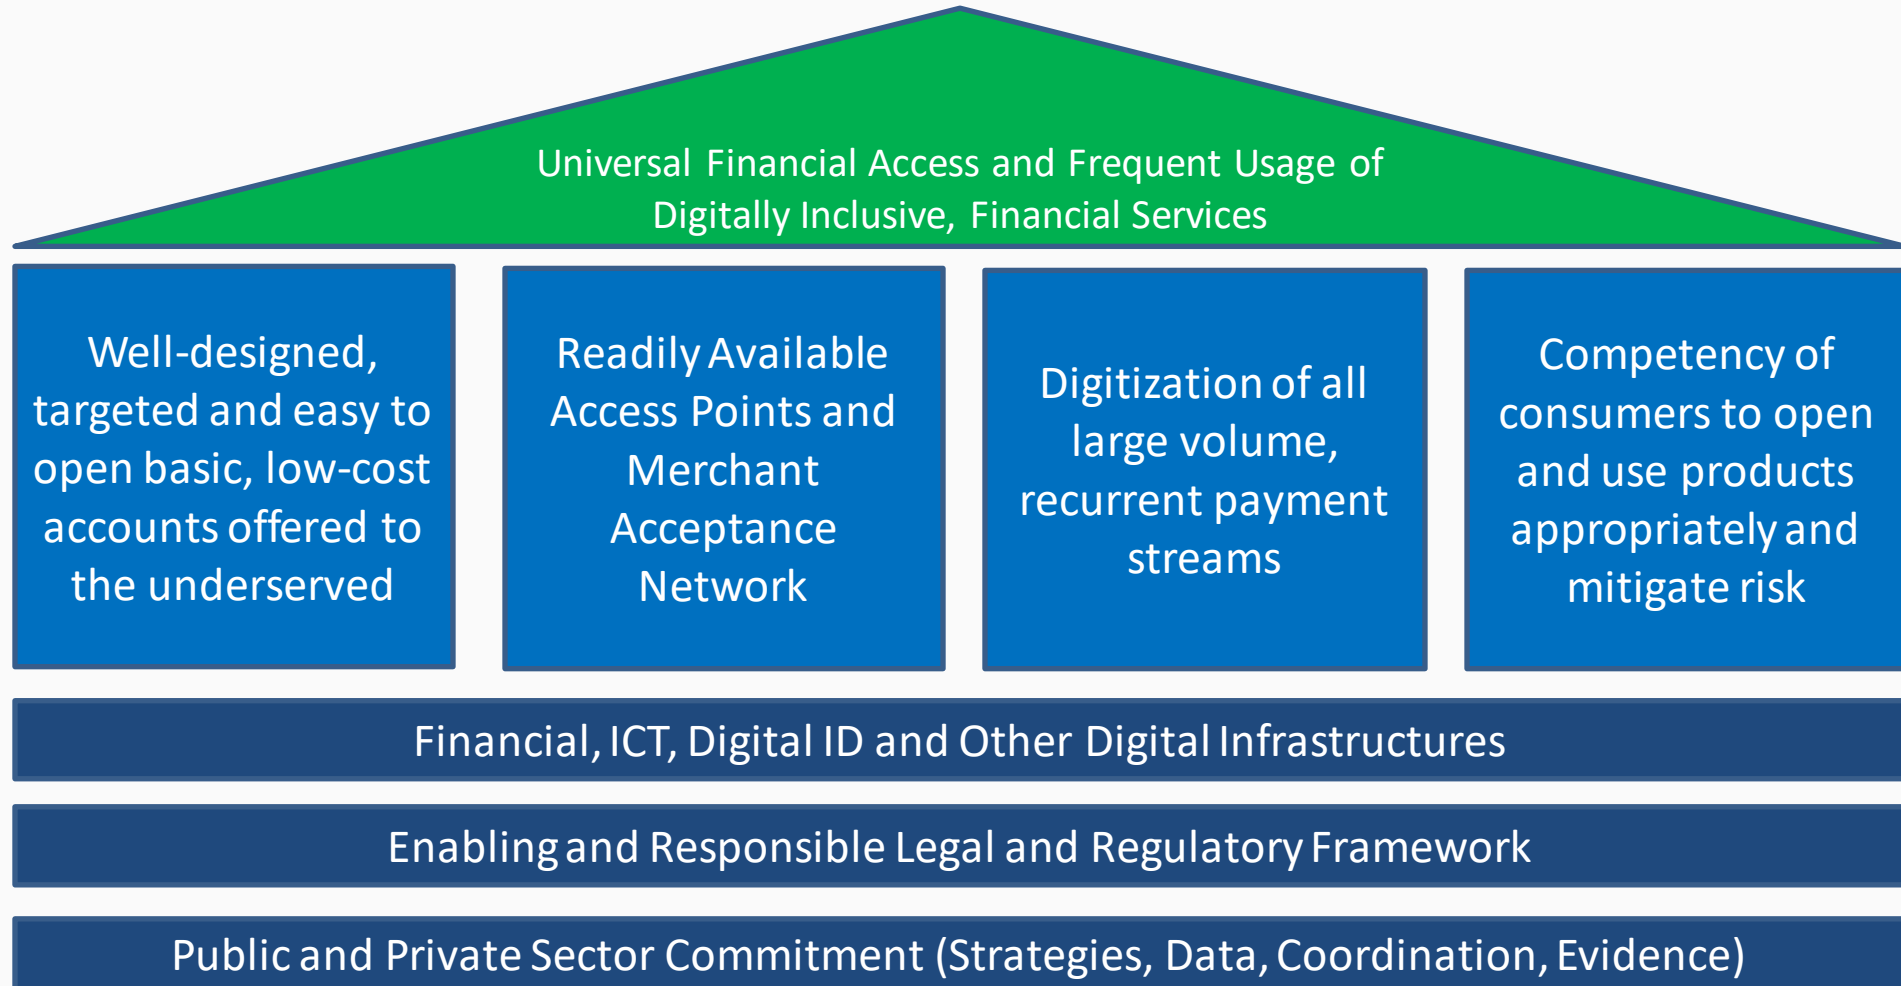 Universal Financial Access and Frequent Usage of
Digitally Inclusive, Financial Services
Well-designed,
targeted and easy to
open basic, low-cost
accounts offered to
the underserved
Readily Available
Access Points and
Merchant
Acceptance
Network
Digitization of all
large volume,
recurrent payment
streams
Competency of
consumers to open
and use products
appropriately and
mitigate risk
Financial, ICT, Digital ID and Other Digital Infrastructures
Enabling and Responsible Legal and Regulatory Framework
Public and Private Sector Commitment (Strategies, Data, Coordination, Evidence)